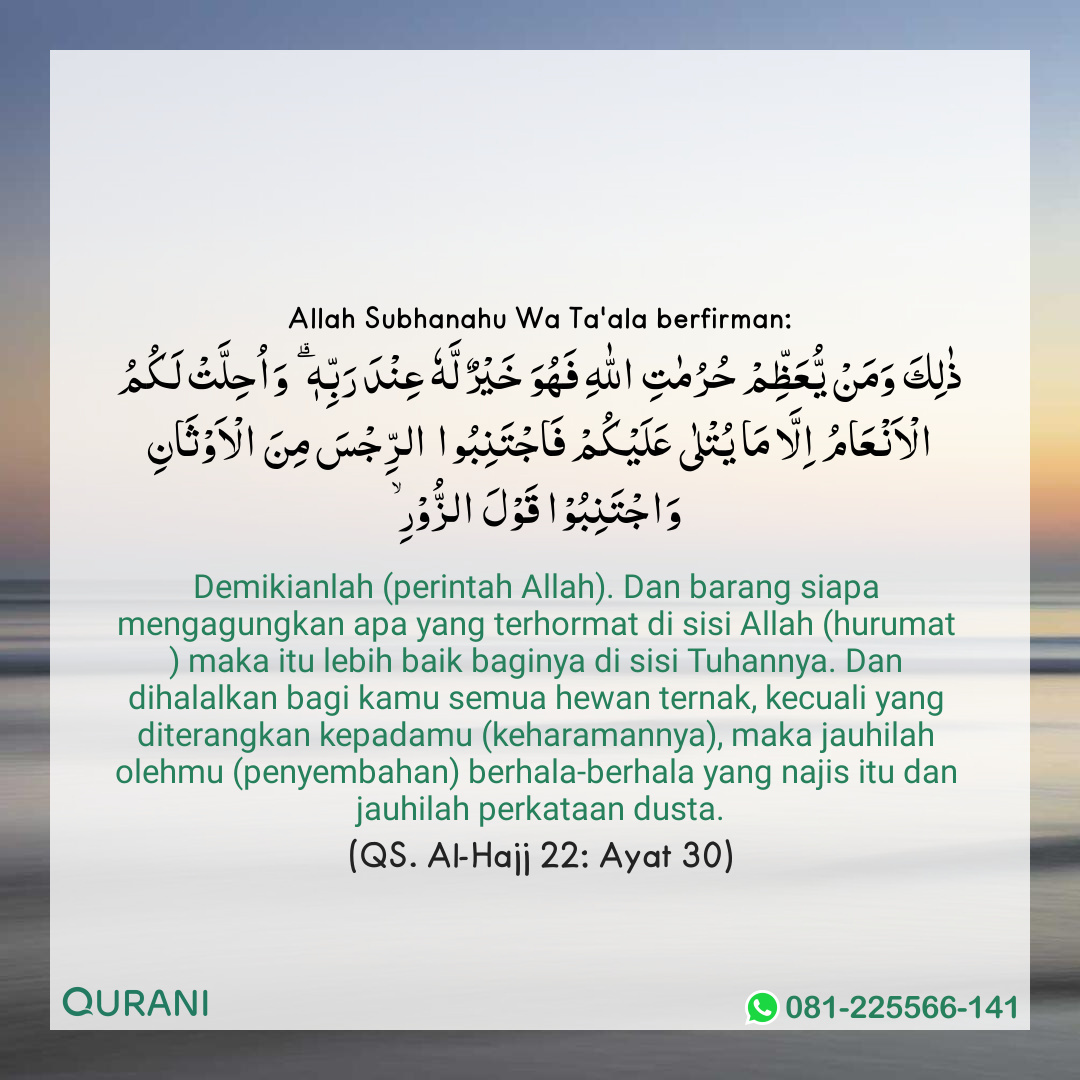 Allah Subhanahu Wa Ta'ala berfirman:
ذٰلِكَ وَمَنْ يُّعَظِّمْ حُرُمٰتِ اللّٰهِ فَهُوَ خَيْرٌ لَّهٗ عِنْدَ رَبِّهٖ ۗ وَاُحِلَّتْ لَـكُمُ
الْاَنْعَامُ اِلَّا مَا يُتْلٰى عَلَيْكُمْ فَاجْتَنِبُوا الرِّجْسَ مِنَ الْاَوْثَانِ
وَاجْتَنِبُوْا قَوْلَ الزُّوْرِ ۙ
Demikianlah (perintah Allah). Dan barang siapa
mengagungkan apa yang terhormat di sisi Allah (hurumat
) maka itu lebih baik baginya di sisi Tuhannya. Dan
dihalalkan bagi kamu semua hewan ternak, kecuali yang
diterangkan kepadamu (keharamannya), maka jauhilah
olehmu (penyembahan) berhala-berhala yang najis itu dan
jauhilah perkataan dusta.
(QS. Al-Hajj 22: Ayat 30)
QURANI
081-225566-141